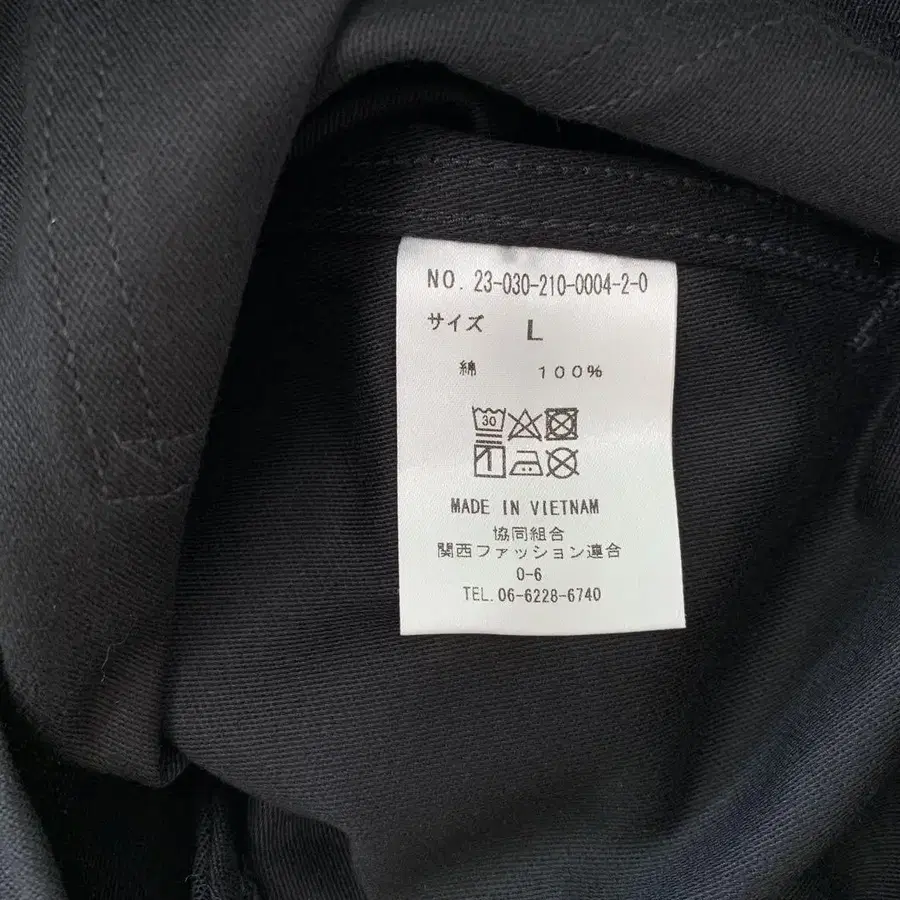 NO. 23-030-210-0004-2-0
サイズ L
綿 100%
30
MADE IN VIETNAM
協同組合
関西ファッション連合
0-6
TEL. 06-6228-6740